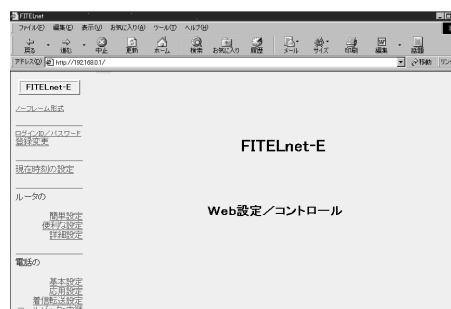 FITELnet
ファイル(F) 編集(E) 表示(V) お気に入り(A) ツール(T) ヘルプ(H)
戻る 進む 中止 更新 ホーム 検索 お気に入り 履歴 メール サイズ 印刷 編集 話題
アドレス(D) http://192.168.0.1/ 移動 リン
FITELnet-E
ノーフレーム形式
ログインID/パスワード
登録変更
現在時刻の設定
ルータの
簡単設定
便利な設定
詳細設定
電話の
基本設定
応用設定
着信転送設定
FITELnet-E
Web設定/コントロール